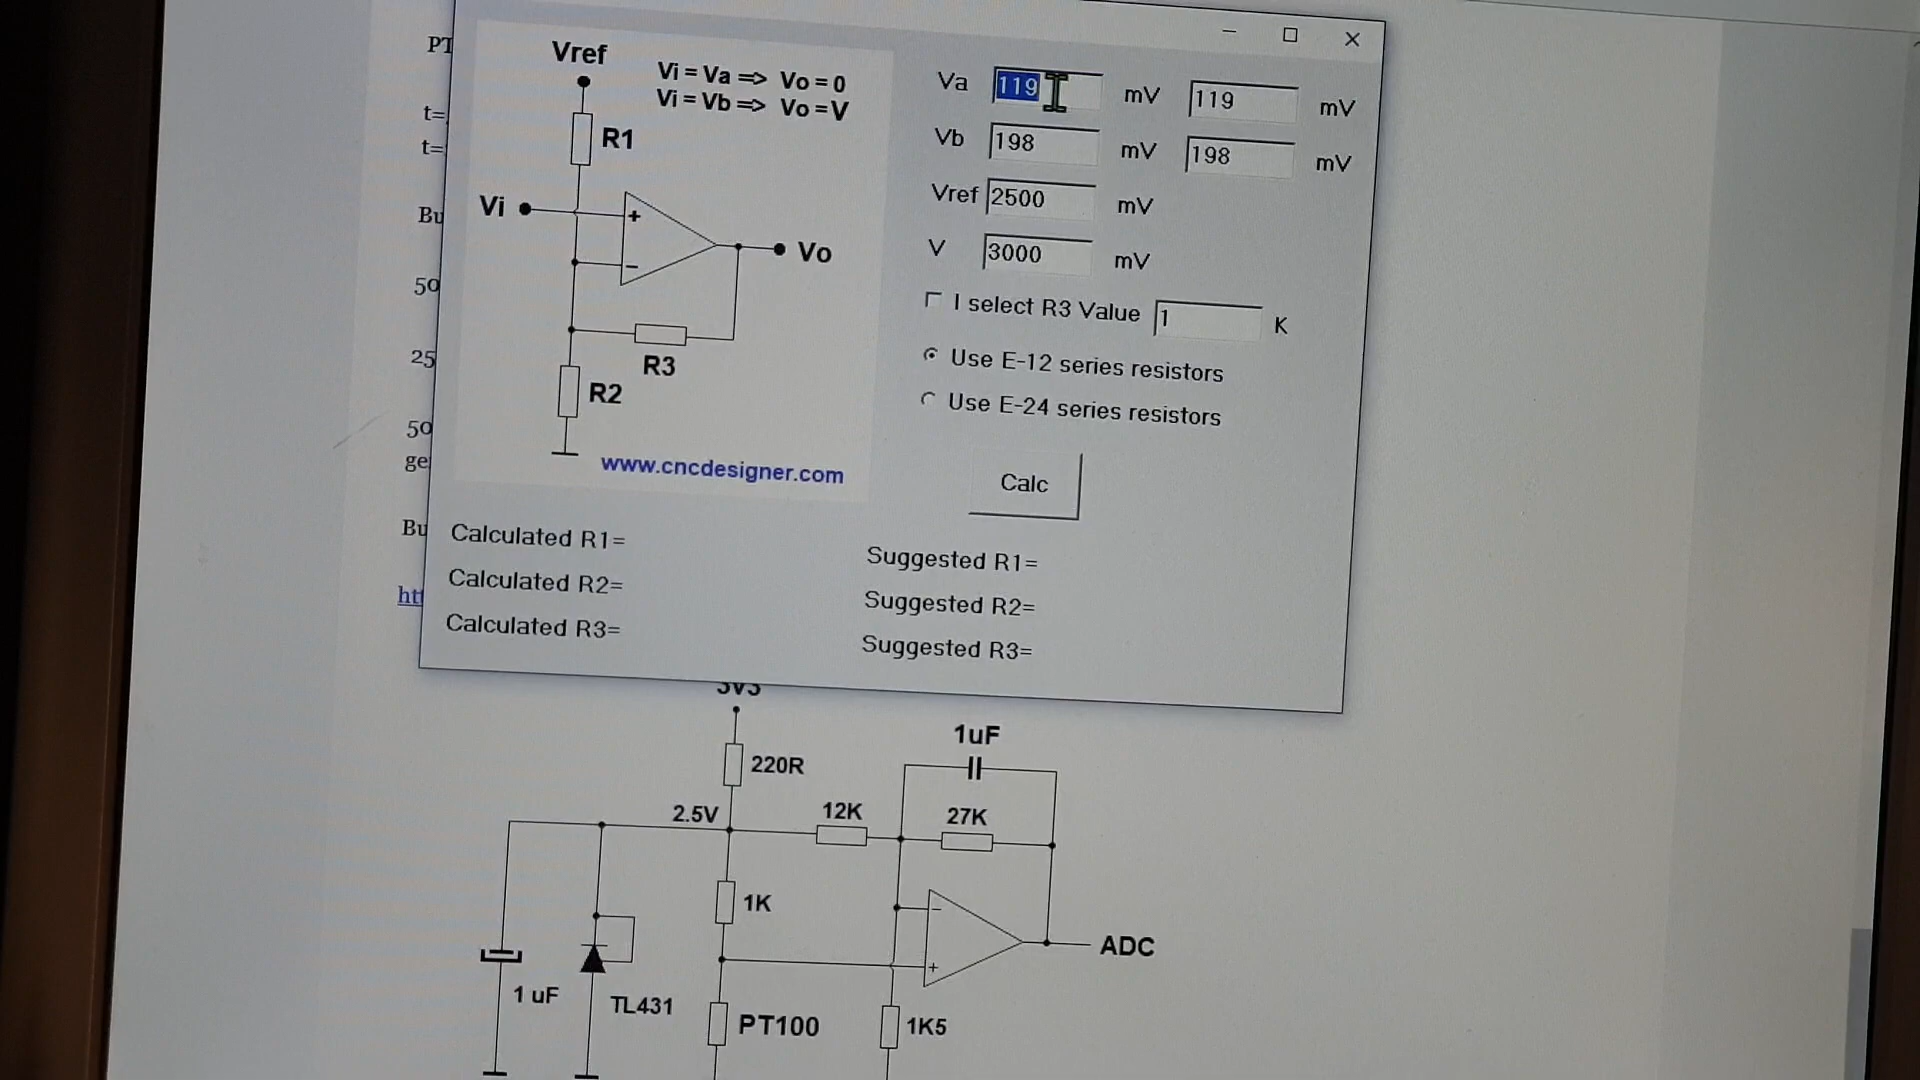 PT
t=
t=
Bu
50
25
50
ge
Bu
htt
Vref
Vi = Va => Vo = 0
Vi = Vb => Vo = V
R1
Vi
+
−
Vo
R3
R2
www.cncdesigner.com
Va 119 mV 119 mV
Vb 198 mV 198 mV
Vref 2500 mV
V 3000 mV
I select R3 Value 1 K
Use E-12 series resistors
Use E-24 series resistors
Calc
Calculated R1=
Calculated R2=
Calculated R3=
Suggested R1=
Suggested R2=
Suggested R3=
3V3
1uF
220R
2.5V
12K
27K
1K
−
+
ADC
1 uF
TL431
PT100
1K5